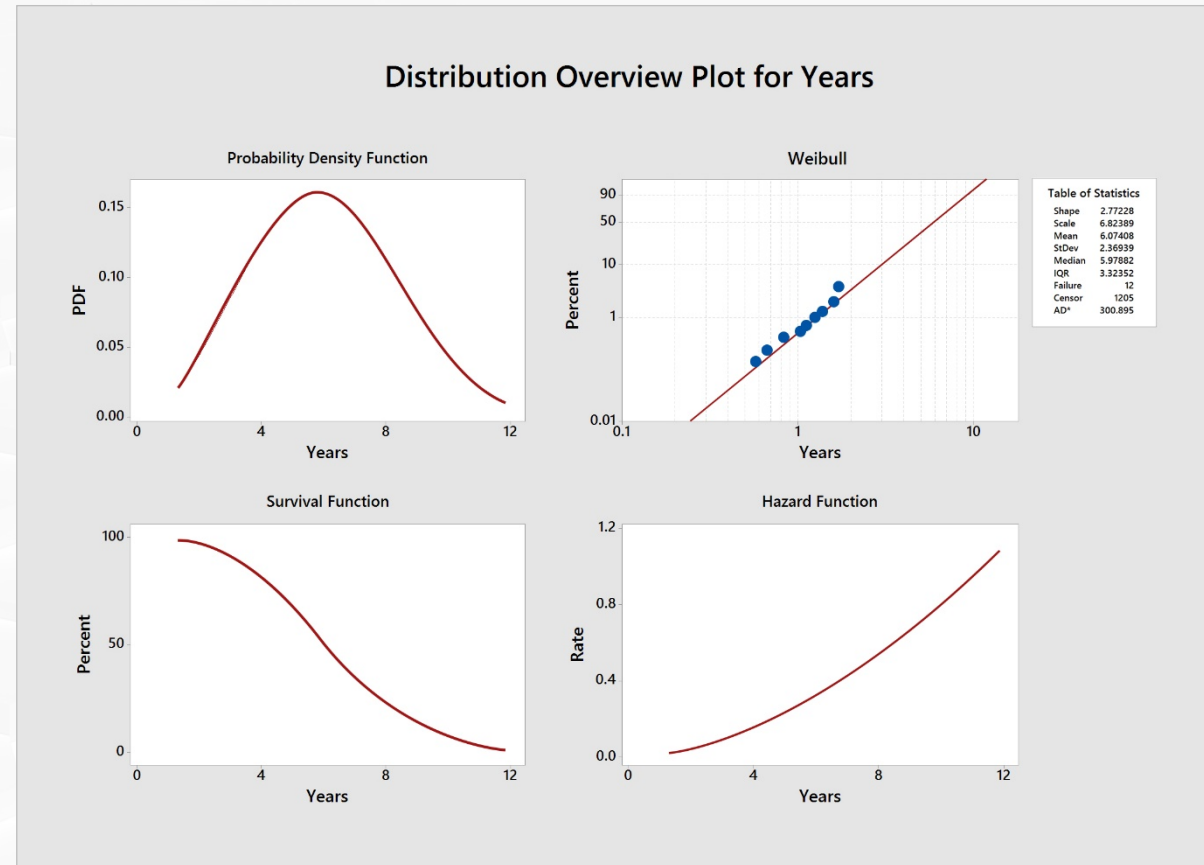 Distribution Overview Plot for Years
Probability Density Function
0.15
0.10
0.05
0.00
PDF
0 4 8 12
Years
Weibull
90
50
10
1
0.01
Percent
0.1 1 10
Years
Table of Statistics
Shape 2.77228
Scale 6.82389
Mean 6.07408
StDev 2.36939
Median 5.97882
IQR 3.32352
Failure 12
Censor 1205
AD* 300.895
Survival Function
100
50
0
Percent
0 4 8 12
Years
Hazard Function
1.2
0.8
0.4
0.0
Rate
0 4 8 12
Years